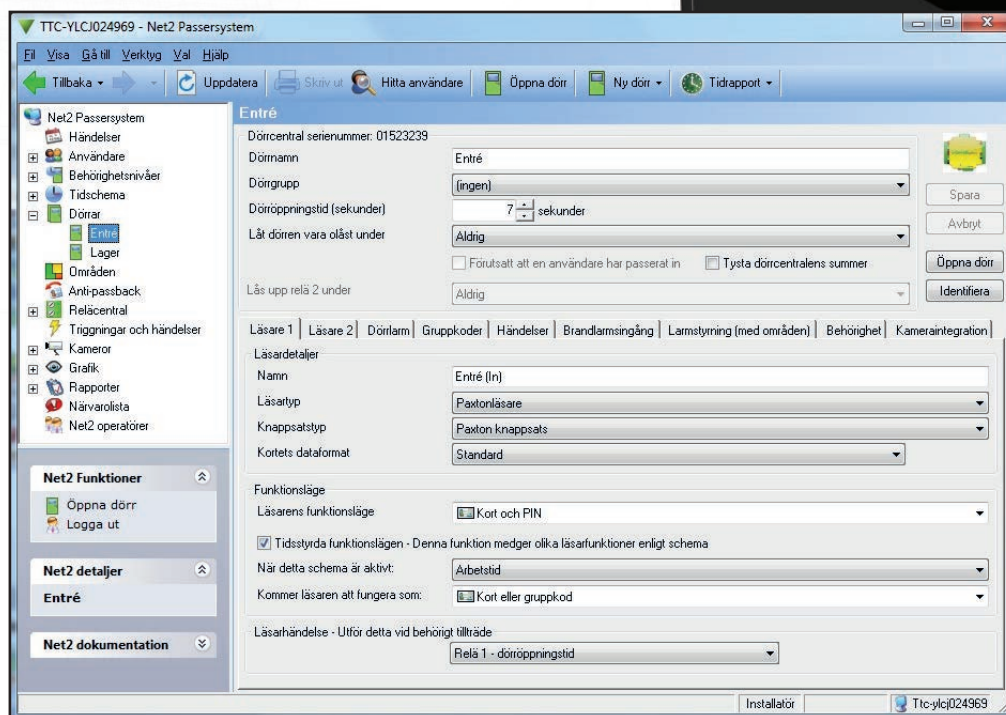 TTC-YLCJ024969 - Net2 Passersystem
Fil Visa Gå till Verktyg Val Hjälp
Tillbaka Uppdatera Skriv ut Hitta användare Öppna dörr Ny dörr Tidrapport
Net2 Passersystem
Händelser
Användare
Behörighetsnivåer
Tidschema
Dörrar
Entré
Lager
Områden
Anti-passback
Reläcentral
Triggningar och händelser
Kameror
Grafik
Rapporter
Närvarolista
Net2 operatörer
Net2 Funktioner
Öppna dörr
Logga ut
Net2 detaljer
Entré
Net2 dokumentation
Entré
Dörrcentral serienummer: 01523239
Dörrnamn Entré
Dörrgrupp (ingen)
Dörröppningstid (sekunder) 7 sekunder
Låt dörren vara olåst under Aldrig
Förutsatt att en användare har passerat in Tysta dörrcentralens summer
Lås upp relä 2 under Aldrig
Spara
Avbryt
Öppna dörr
Identifiera
Läsare 1 Läsare 2 Dörrlarm Gruppkoder Händelser Brandlarmsingång Larmstyrning (med områden) Behörighet Kameraintegration
Läsardetaljer
Namn Entré (In)
Läsartyp Paxtonläsare
Knappsatstyp Paxton knappsats
Kortets dataformat Standard
Funktionsläge
Läsarens funktionsläge Kort och PIN
Tidsstyrda funktionslägen - Denna funktion medger olika läsarfunktioner enligt schema
När detta schema är aktivt: Arbetstid
Kommer läsaren att fungera som: Kort eller gruppkod
Läsarhändelse - Utför detta vid behörigt tillträde
Relä 1 - dörröppningstid
Installatör Ttc-ylcj024969